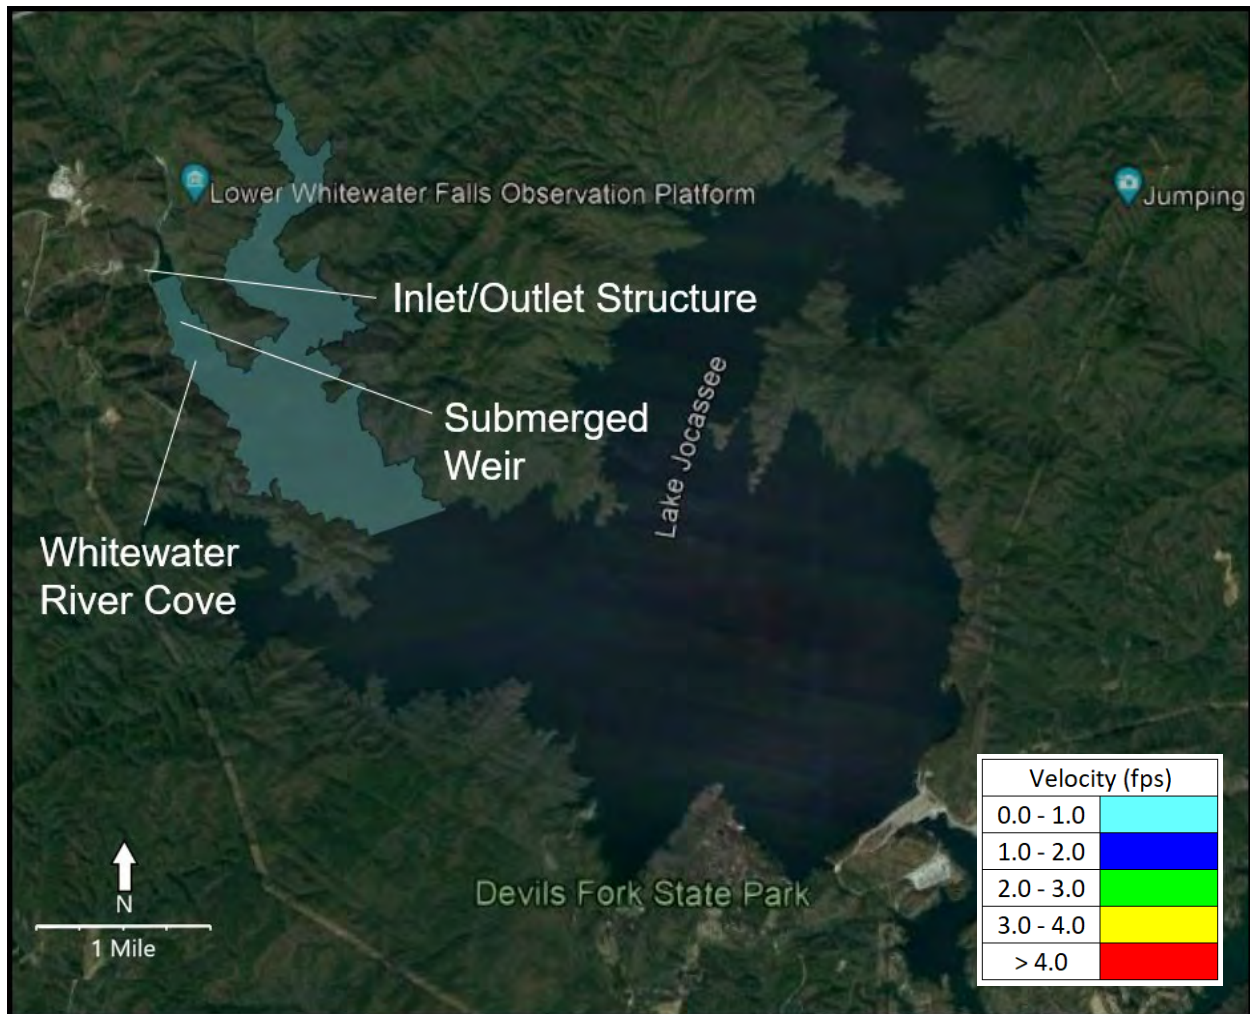 Lower Whitewater Falls Observation Platform
Jumping
Inlet/Outlet Structure
Submerged
Weir
Lake Jocassee
Whitewater
River Cove
Devils Fork State Park
N
1 Mile
Velocity (fps)
0.0 - 1.0
1.0 - 2.0
2.0 - 3.0
3.0 - 4.0
> 4.0